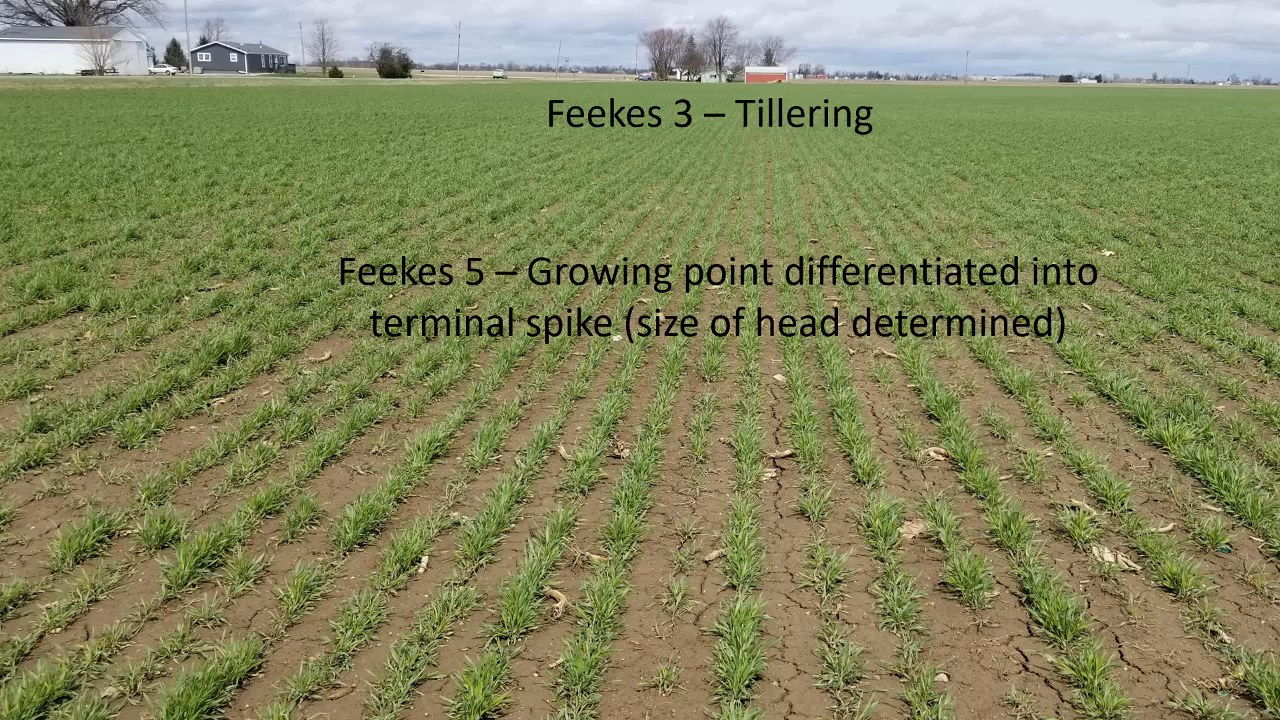 Feekes 3 – Tillering
Feekes 5 – Growing point differentiated into
terminal spike (size of head determined)